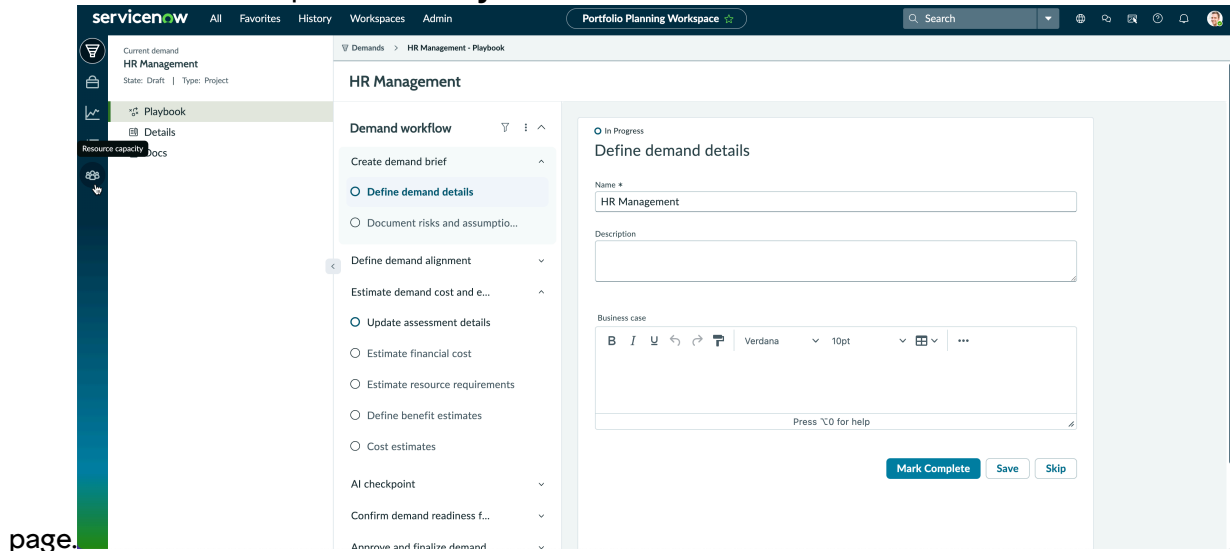 servicenow All Favorites History Workspaces Admin Portfolio Planning Workspace Search
Current demand
HR Management
State: Draft | Type: Project
Demands > HR Management - Playbook
HR Management
Playbook
Details
Docs
Resource capacity
Demand workflow
Create demand brief
Define demand details
Document risks and assumptio...
Define demand alignment
Estimate demand cost and e...
Update assessment details
Estimate financial cost
Estimate resource requirements
Define benefit estimates
Cost estimates
AI checkpoint
Confirm demand readiness f...
Approve and finalize demand
In Progress
Define demand details
Name *
HR Management
Description
Business case
B I U Verdana 10pt
Press ⌥0 for help
Mark Complete Save Skip
page.